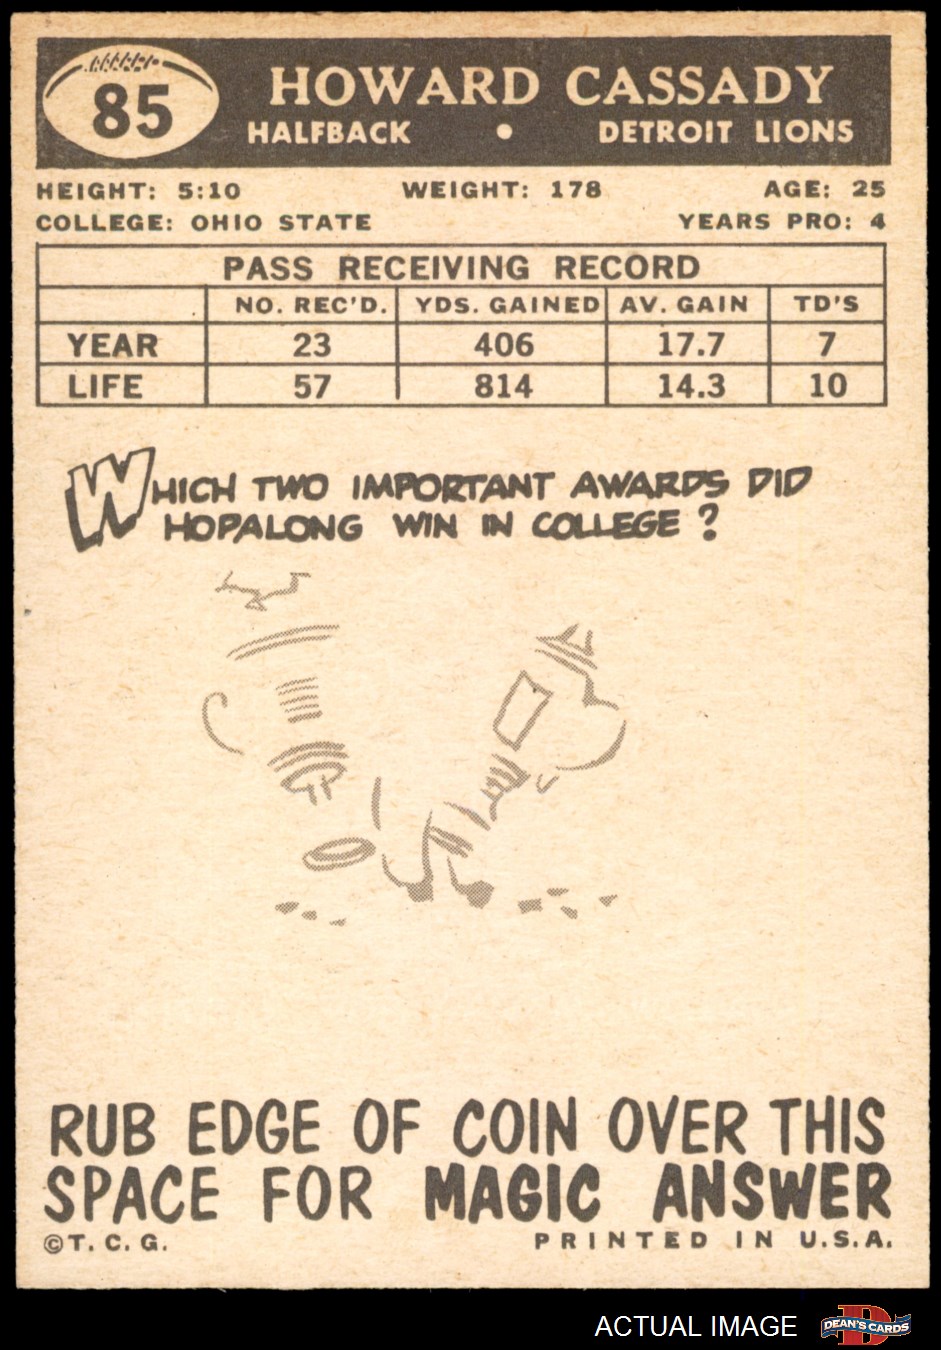 85
HOWARD CASSADY
HALFBACK • DETROIT LIONS
HEIGHT: 5:10 WEIGHT: 178 AGE: 25
COLLEGE: OHIO STATE YEARS PRO: 4
PASS RECEIVING RECORD
NO. REC'D. YDS. GAINED AV. GAIN TD'S
YEAR 23 406 17.7 7
LIFE 57 814 14.3 10
WHICH TWO IMPORTANT AWARDS DID
HOPALONG WIN IN COLLEGE?
RUB EDGE OF COIN OVER THIS
SPACE FOR MAGIC ANSWER
©T. C. G. PRINTED IN U.S.A.
ACTUAL IMAGE
DEAN'S CARDS